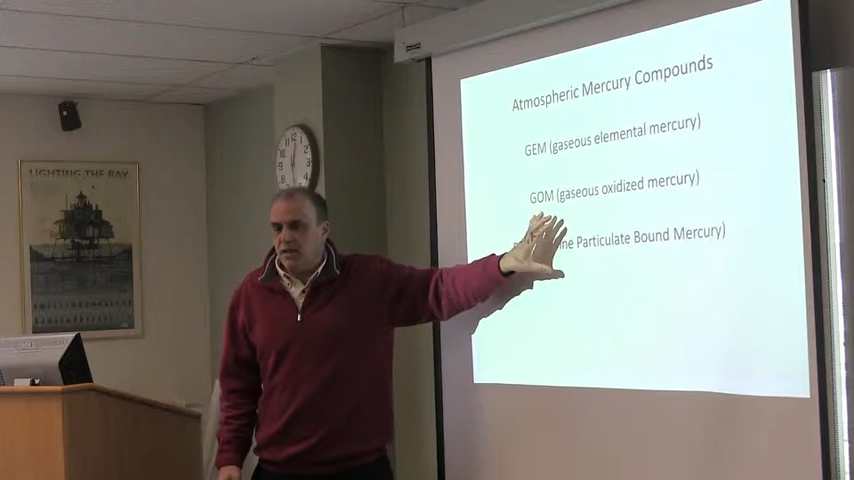 LIGHTING THE BAY
Atmospheric Mercury Compounds
GEM (gaseous elemental mercury)
GOM (gaseous oxidized mercury)
Particulate Bound Mercury)